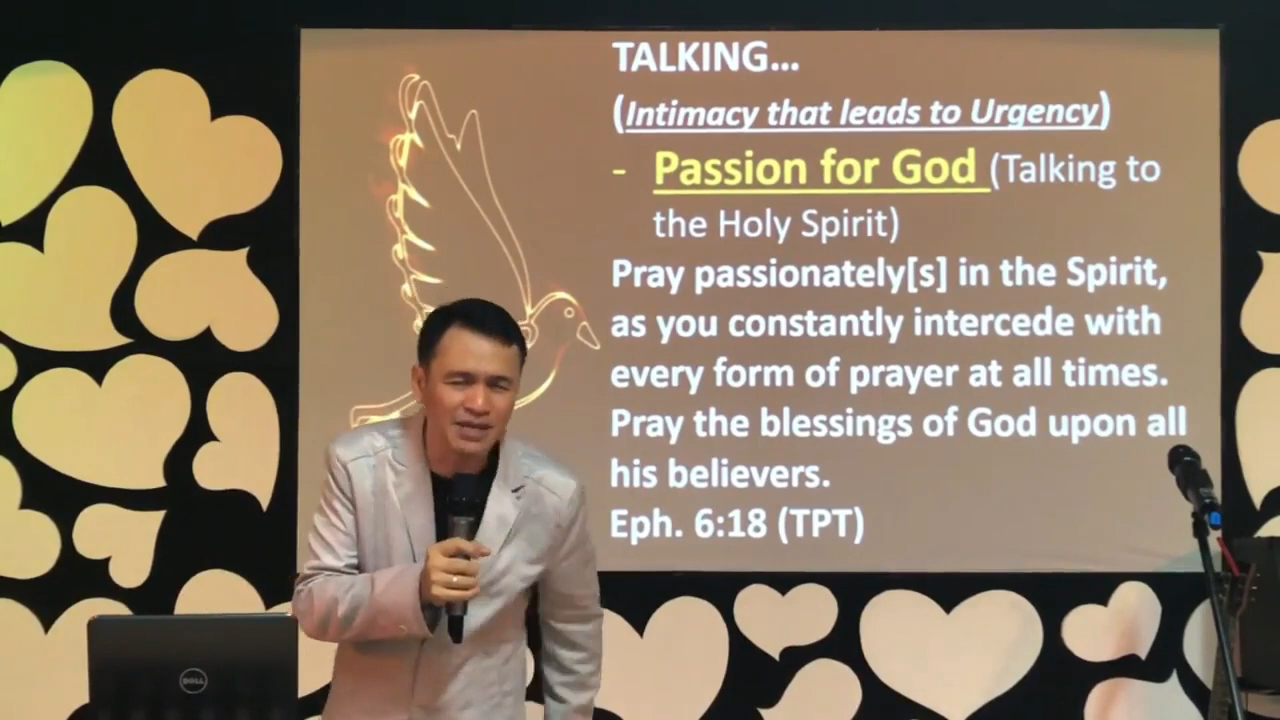 TALKING...
(Intimacy that leads to Urgency)
- Passion for God (Talking to
the Holy Spirit)
Pray passionately[s] in the Spirit,
as you constantly intercede with
every form of prayer at all times.
Pray the blessings of God upon all
his believers.
Eph. 6:18 (TPT)
DELL